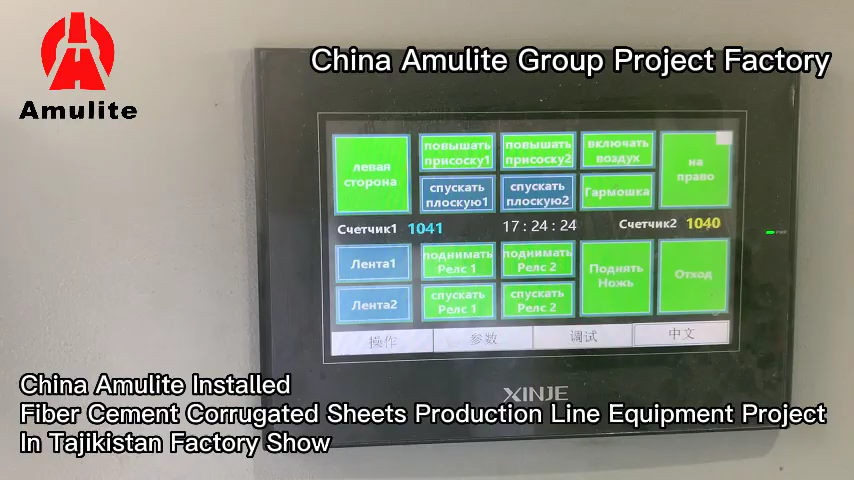 Amulite
China Amulite Group Project Factory
левая
сторона
повышать
присоску1
повышать
присоску2
включать
воздух
на
право
спускать
плоскую1
спускать
плоскую2
Гармошка
Счетчик1 1041
17:24:24
Счетчик2 1040
Лента1
поднимать
Релс 1
поднимать
Релс 2
Поднять
Ножь
Отход
Лента2
спускать
Релс 1
спускать
Релс 2
操作
参数
调试
中文
XINJE
China Amulite Installed
Fiber Cement Corrugated Sheets Production Line Equipment Project
In Tajikistan Factory Show